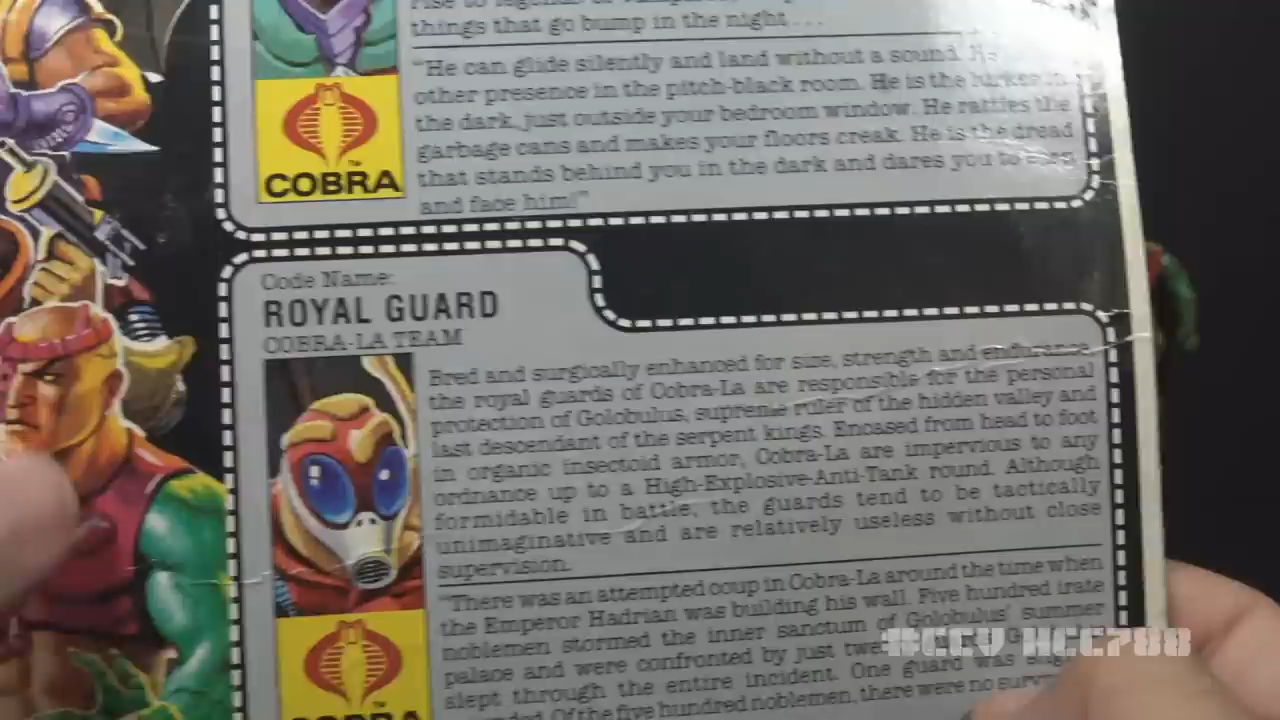 things that go bump in the night...
"He can glide silently and land without a sound. He
other presence in the pitch-black room. He is the lurker in
the dark, just outside your bedroom window. He rattles the
garbage cans and makes your floors creak. He is the dread
that stands behind you in the dark and dares you to turn
and face him!"
COBRA
Code Name:
ROYAL GUARD
COBRA-LA TEAM
Bred and surgically enhanced for size, strength and endurance,
the royal guards of Cobra-La are responsible for the personal
protection of Golobulus, supreme ruler of the hidden valley and
last descendant of the serpent kings. Encased from head to foot
in organic insectoid armor, Cobra-La are impervious to any
ordnance up to a High-Explosive-Anti-Tank round. Although
formidable in battle, the guards tend to be tactically
unimaginative and are relatively useless without close
supervision.
"There was an attempted coup in Cobra-La around the time when
the Emperor Hadrian was building his wall. Five hundred irate
noblemen stormed the inner sanctum of Golobulus' summer
palace and were confronted by just
slept through the entire incident. One guard was
Of the five hundred noblemen, there were no
COBRA
#CCV HCC788